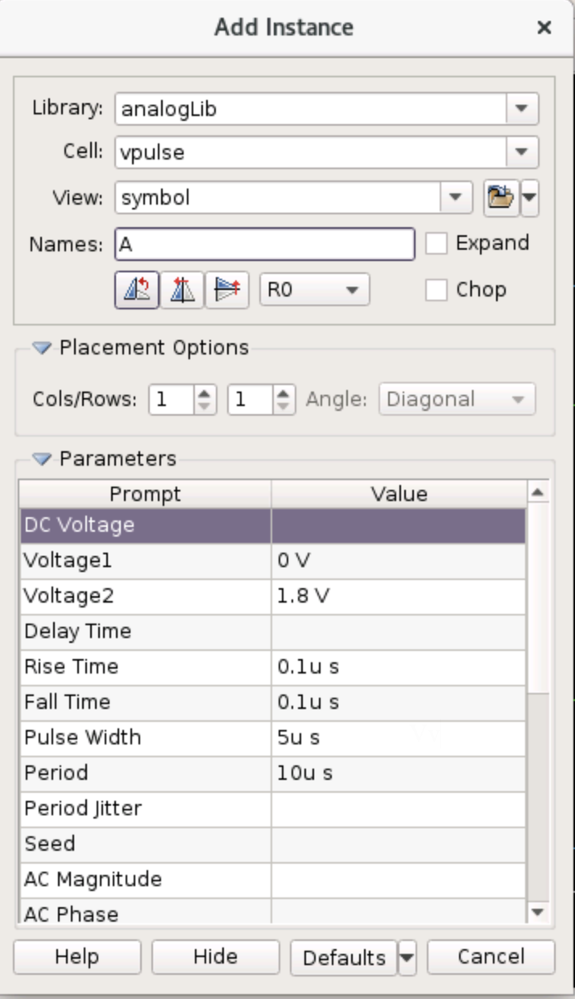 Add Instance ×
Library: analogLib
Cell: vpulse
View: symbol
Names: A Expand
R0 Chop
Placement Options
Cols/Rows: 1 1 Angle: Diagonal
Parameters
Prompt Value
DC Voltage
Voltage1 0 V
Voltage2 1.8 V
Delay Time
Rise Time 0.1u s
Fall Time 0.1u s
Pulse Width 5u s
Period 10u s
Period Jitter
Seed
AC Magnitude
AC Phase
Help Hide Defaults Cancel